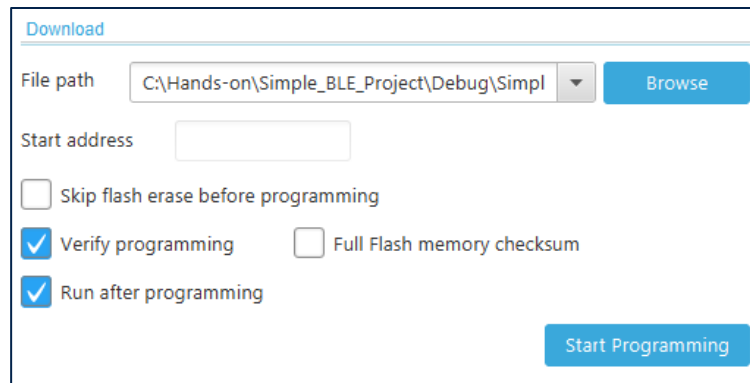 Download
File path C:\Hands-on\Simple_BLE_Project\Debug\Simpl Browse
Start address
Skip flash erase before programming
Verify programming Full Flash memory checksum
Run after programming
Start Programming